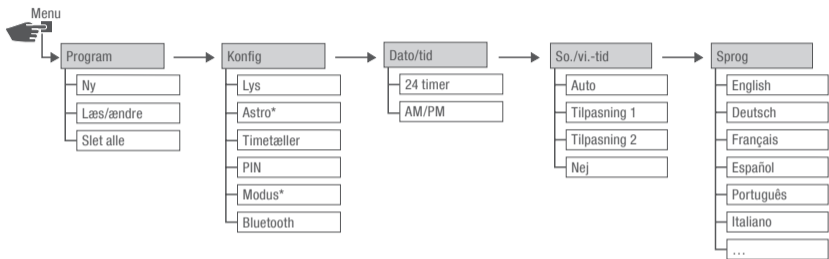 Menu
Program
Ny
Læs/ændre
Slet alle
Konfig
Lys
Astro*
Timetæller
PIN
Modus*
Bluetooth
Dato/tid
24 timer
AM/PM
So./vi.-tid
Auto
Tilpasning 1
Tilpasning 2
Nej
Sprog
English
Deutsch
Français
Español
Português
Italiano
…